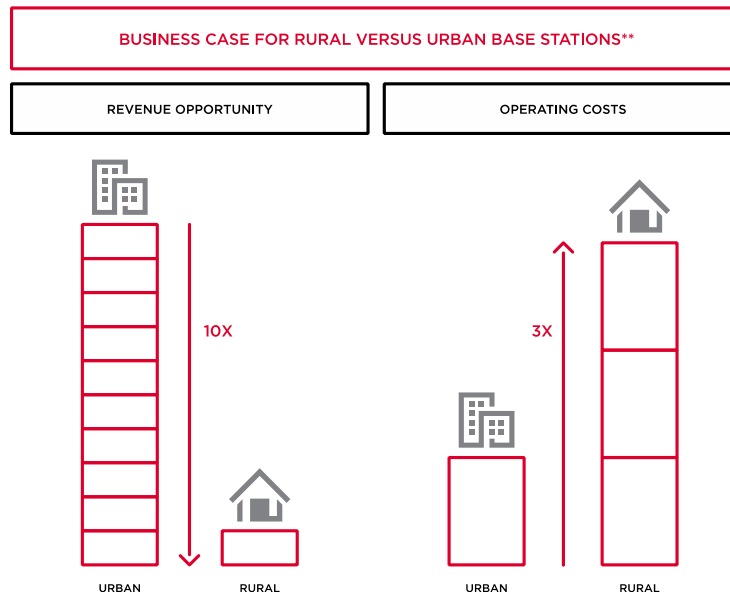 BUSINESS CASE FOR RURAL VERSUS URBAN BASE STATIONS**
REVENUE OPPORTUNITY
OPERATING COSTS
10X
3X
URBAN
RURAL
URBAN
RURAL